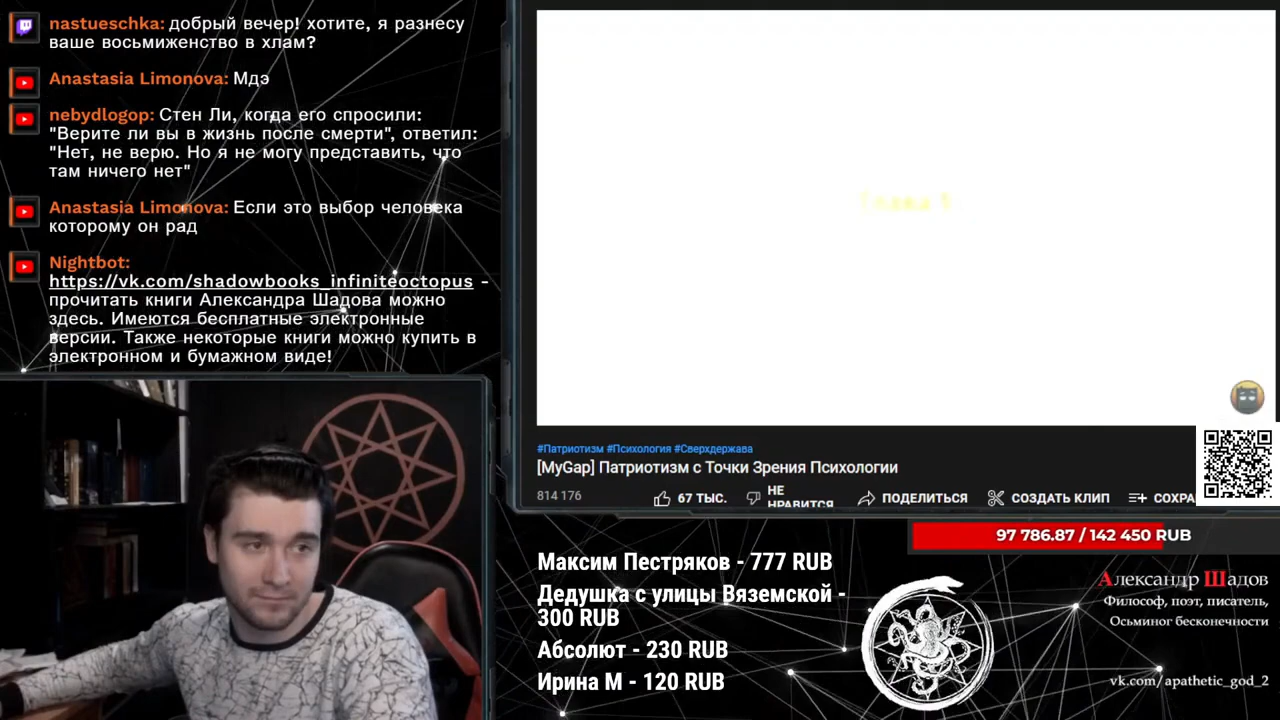 nastueschka: добрый вечер! хотите, я разнесу
ваше восьмиженство в хлам?
Anastasia Limonova: Мдэ
nebydlogop: Стен Ли, когда его спросили:
"Верите ли вы в жизнь после смерти", ответил:
"Нет, не верю. Но я не могу представить, что
там ничего нет"
Anastasia Limonova: Если это выбор человека
которому он рад
Nightbot:
https://vk.com/shadowbooks_infiniteoctopus -
прочитать книги Александра Шадова можно
здесь. Имеются бесплатные электронные
версии. Также некоторые книги можно купить в
электронном и бумажном виде!
Глава 1
#Патриотизм #Психология #Сверхдержава
[MyGap] Патриотизм с Точки Зрения Психологии
814 176
67 ТЫС.
НЕ
НРАВИТСЯ
ПОДЕЛИТЬСЯ
СОЗДАТЬ КЛИП
СОХРА
97 786.87 / 142 450 RUB
Максим Пестряков - 777 RUB
Дедушка с улицы Вяземской -
300 RUB
Абсолют - 230 RUB
Ирина М - 120 RUB
Александр Шадов
Философ, поэт, писатель,
Осьминог бесконечности
vk.com/apathetic_god_2